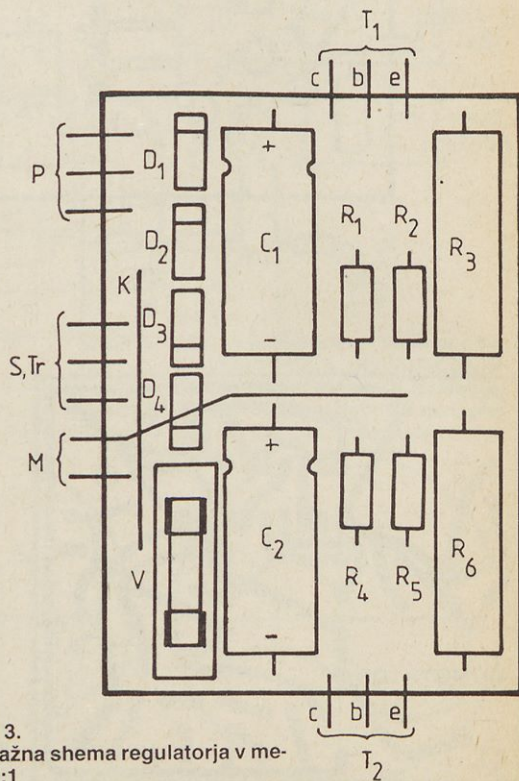 T1
c b e
P
D1
+
C1
R1
R2
R3
D2
K
D3
S,Tr
-
D4
M
+
C2
V
R4
R5
R6
-
c b e
T2
3.
shema regulatorja v me-
:1